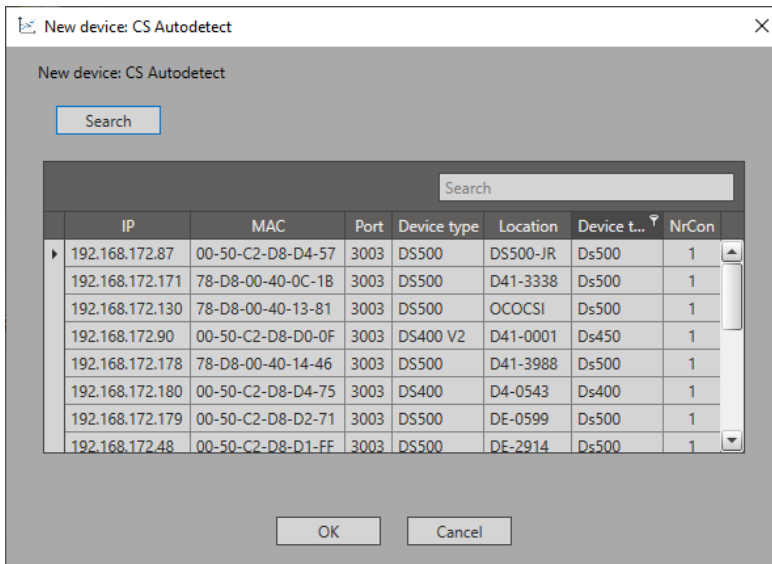 New device: CS Autodetect
New device: CS Autodetect
Search
Search
IP MAC Port Device type Location Device t... NrCon
192.168.172.87 00-50-C2-D8-D4-57 3003 DS500 DS500-JR Ds500 1
192.168.172.171 78-D8-00-40-0C-1B 3003 DS500 D41-3338 Ds500 1
192.168.172.130 78-D8-00-40-13-81 3003 DS500 OCOCSI Ds500 1
192.168.172.90 00-50-C2-D8-D0-0F 3003 DS400 V2 D41-0001 Ds450 1
192.168.172.178 78-D8-00-40-14-46 3003 DS500 D41-3988 Ds500 1
192.168.172.180 00-50-C2-D8-D4-75 3003 DS400 D4-0543 Ds400 1
192.168.172.179 00-50-C2-D8-D2-71 3003 DS500 DE-0599 Ds500 1
192.168.172.48 00-50-C2-D8-D1-FF 3003 DS500 DE-2914 Ds500 1
OK Cancel